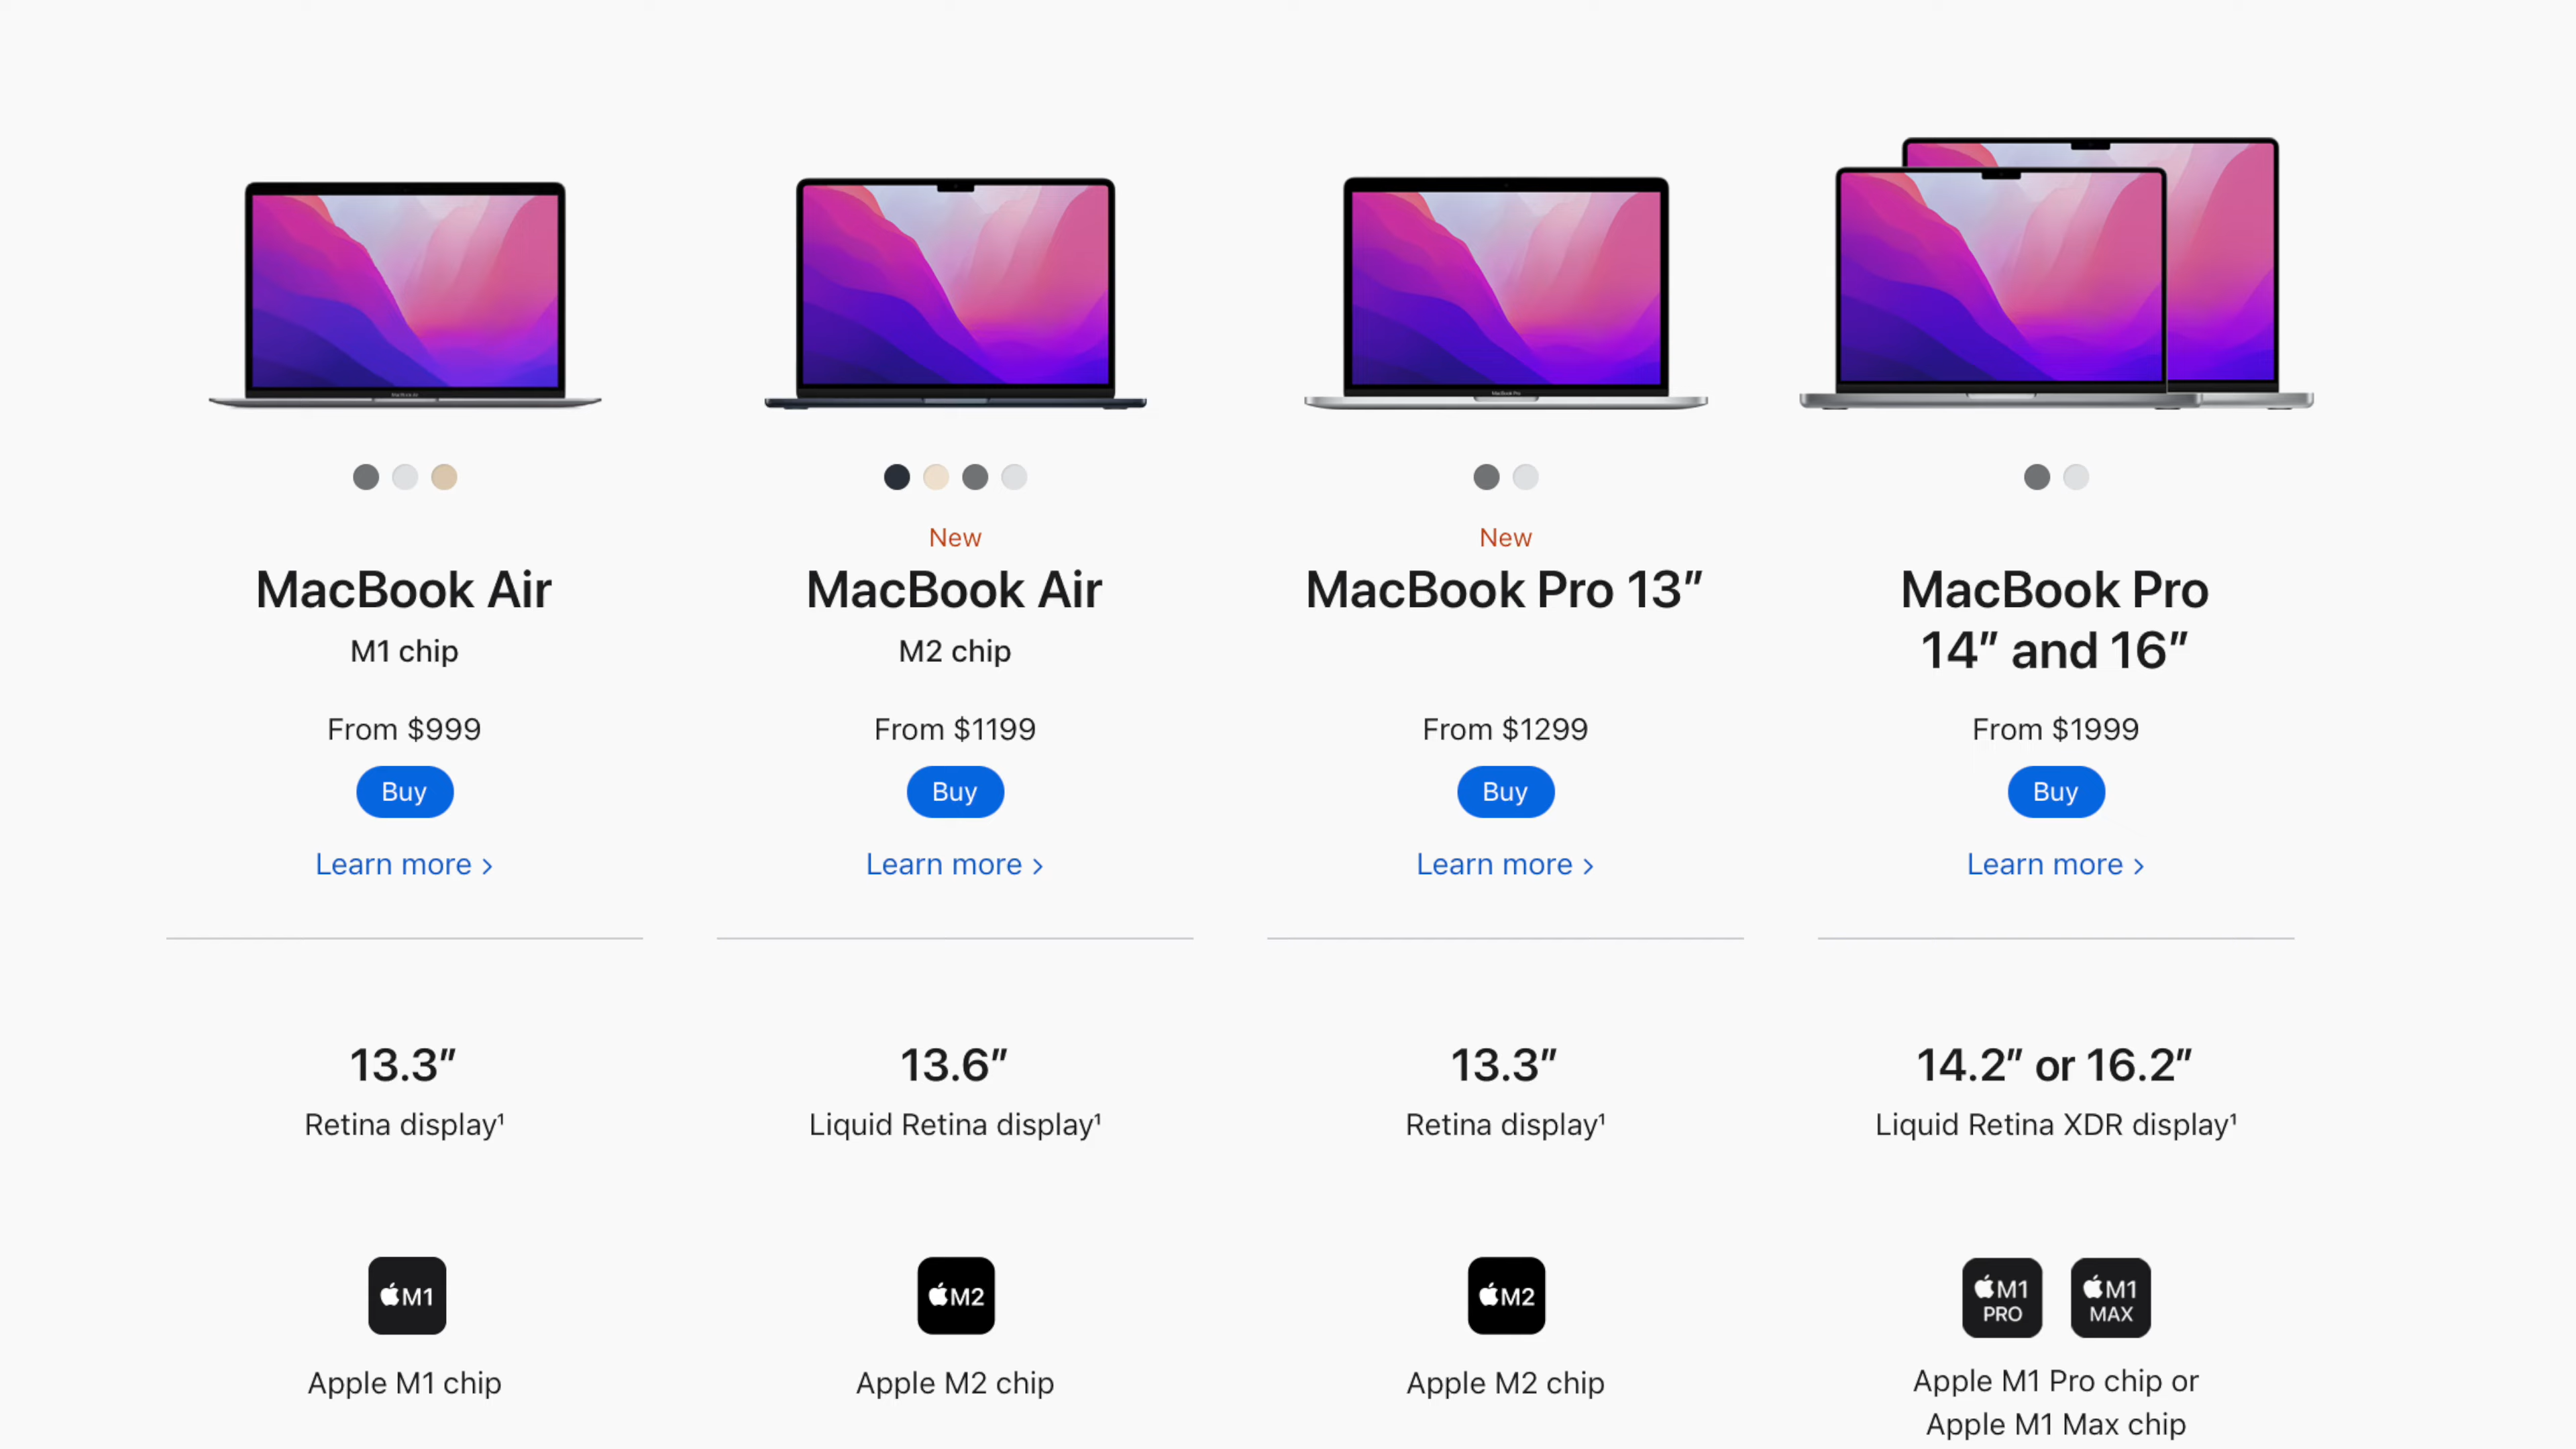 New
New
MacBook Air
MacBook Air
MacBook Pro 13″
MacBook Pro
14″ and 16″
M1 chip
M2 chip
From $999
From $1199
From $1299
From $1999
Buy
Buy
Buy
Buy
Learn more >
Learn more >
Learn more >
Learn more >
13.3″
13.6″
13.3″
14.2″ or 16.2″
Retina display¹
Liquid Retina display¹
Retina display¹
Liquid Retina XDR display¹
M1
M2
M2
M1
PRO
M1
MAX
Apple M1 chip
Apple M2 chip
Apple M2 chip
Apple M1 Pro chip or
Apple M1 Max chip